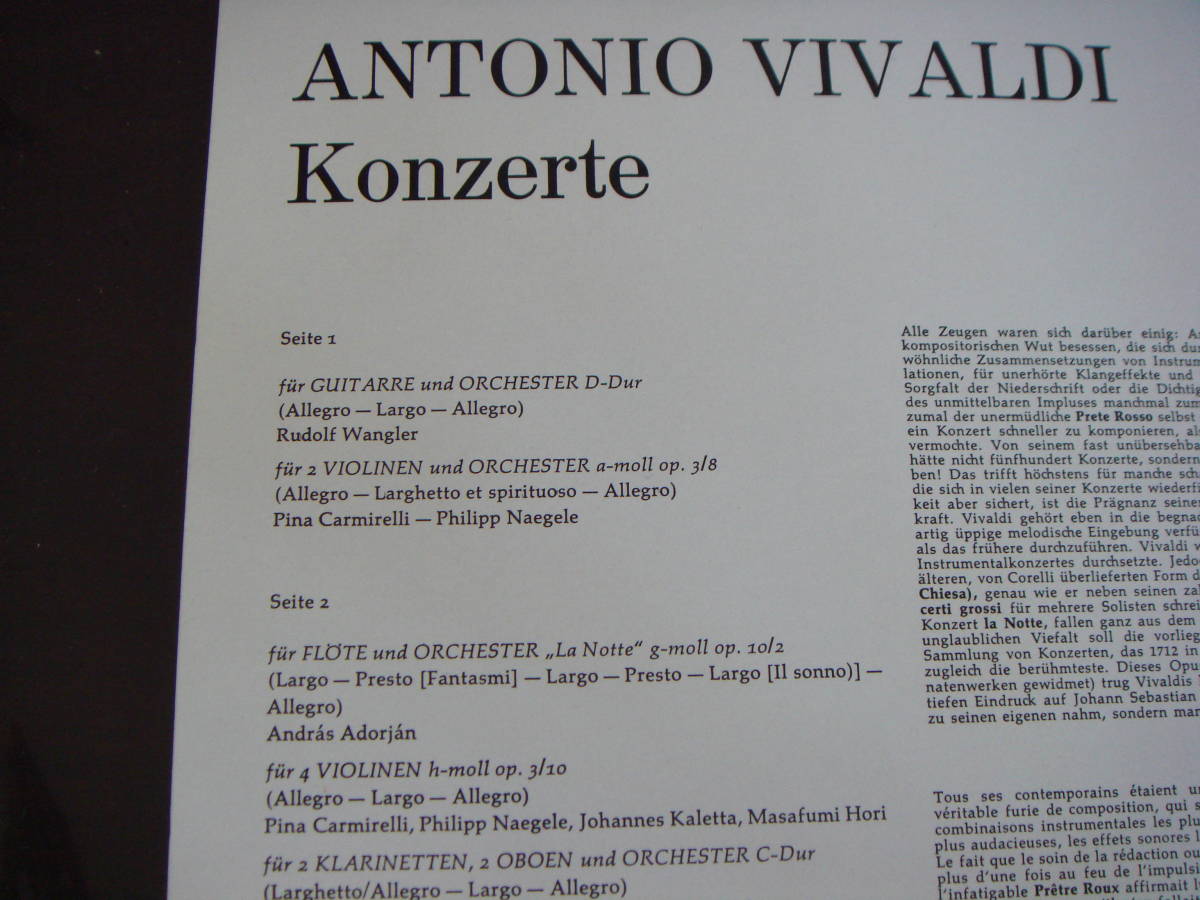 ANTONIO VIVALDI
Konzerte
Seite 1
für GUITARRE und ORCHESTER D-Dur
(Allegro — Largo — Allegro)
Rudolf Wangler
für 2 VIOLINEN und ORCHESTER a-moll op. 3/8
(Allegro — Larghetto et spirituoso — Allegro)
Pina Carmirelli — Philipp Naegele
Seite 2
für FLÖTE und ORCHESTER „La Notte“ g-moll op. 10/2
(Largo — Presto [Fantasmi] — Largo — Presto — Largo [Il sonno)] —
Allegro)
András Adorján
für 4 VIOLINEN h-moll op. 3/10
(Allegro — Largo — Allegro)
Pina Carmirelli, Philipp Naegele, Johannes Kaletta, Masafumi Hori
für 2 KLARINETTEN, 2 OBOEN und ORCHESTER C-Dur
(Larghetto/Allegro — Largo — Allegro)
Alle Zeugen waren sich darüber einig:
kompositorischen Wut besessen, die sich
wöhnliche Zusammensetzungen von
lationen, für unerhörte Klangeffekte und
Sorgfalt der Niederschrift oder die
des unmittelbaren Impluses manchmal zum
zumal der unermüdliche Prete Rosso selbst
ein Konzert schneller zu komponieren,
vermochte. Von seinem fast
hätte nicht fünfhundert Konzerte, sondern
ben! Das trifft höchstens für manche
die sich in vielen seiner Konzerte
keit aber sichert, ist die Prägnanz
kraft. Vivaldi gehört eben in die
artig üppige melodische Eingebung
als das frühere durchzuführen. Vivaldi
Instrumentalkonzertes durchsetzte.
älteren, von Corelli überlieferten Form
Chiesa), genau wie er neben seinen
certi grossi für mehrere Solisten
Konzert la Notte, fallen ganz aus dem
unglaublichen Viefalt soll die
Sammlung von Konzerten, das 1712 in
zugleich die berühmteste. Dieses
natenwerken gewidmet) trug Vivaldis
tiefen Eindruck auf Johann Sebastian
zu seinen eigenen nahm, sondern
Tous ses contemporains étaient
véritable furie de composition, qui
combinaisons instrumentales les
plus audacieuses, les effets sonores
Le fait que le soin de la rédaction
plus d'une fois au feu de
l'infatigable Prêtre Roux affirmait